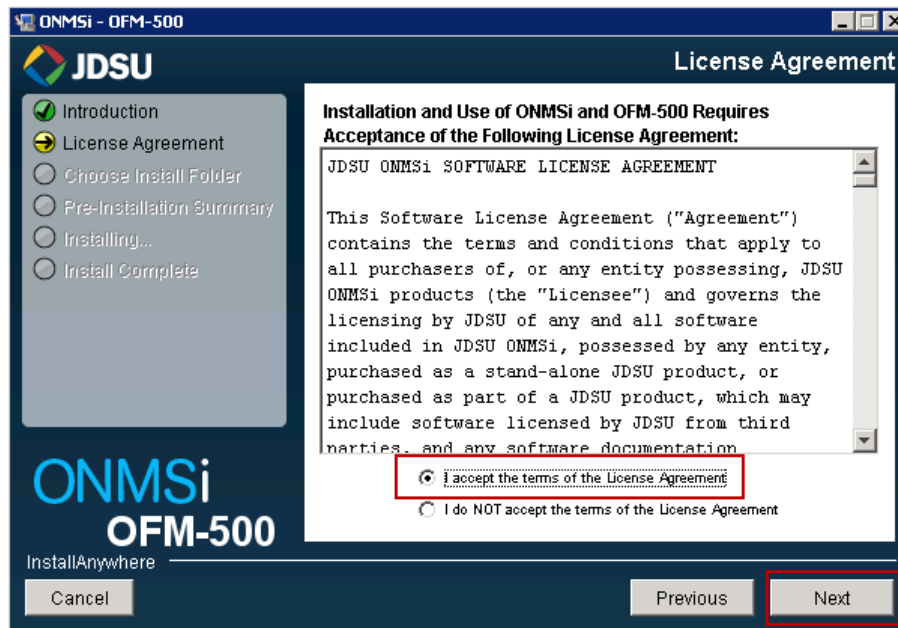 ONMSi - OFM-500
JDSU
License Agreement
Introduction
License Agreement
Choose Install Folder
Pre-Installation Summary
Installing...
Install Complete
Installation and Use of ONMSi and OFM-500 Requires
Acceptance of the Following License Agreement:
JDSU ONMSi SOFTWARE LICENSE AGREEMENT
This Software License Agreement ("Agreement")
contains the terms and conditions that apply to
all purchasers of, or any entity possessing, JDSU
ONMSi products (the "Licensee") and governs the
licensing by JDSU of any and all software
included in JDSU ONMSi, possessed by any entity,
purchased as a stand-alone JDSU product, or
purchased as part of a JDSU product, which may
include software licensed by JDSU from third
parties, and any software documentation
I accept the terms of the License Agreement
I do NOT accept the terms of the License Agreement
ONMSi
OFM-500
InstallAnywhere
Cancel
Previous
Next